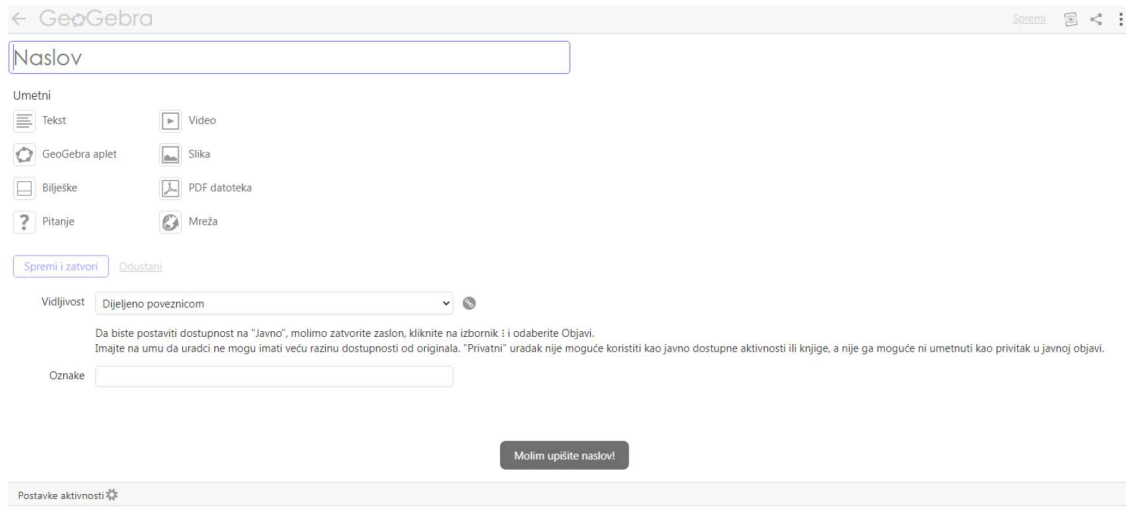 GeoGebra
Spremi
Naslov
Umetni
Tekst
Video
GeoGebra aplet
Slika
Bilješke
PDF datoteka
? Pitanje
Mreža
Spremi i zatvori
Odustani
Vidljivost
Dijeljeno poveznicom
Da biste postaviti dostupnost na "Javno", molimo zatvorite zaslon, kliknite na izbornik ⋮ i odaberite Objavi.
Imajte na umu da uradci ne mogu imati veću razinu dostupnosti od originala. "Privatni" uradak nije moguće koristiti kao javno dostupne aktivnosti ili knjige, a nije ga moguće ni umetnuti kao privitak u javnoj objavi.
Oznake
Molim upišite naslov!
Postavke aktivnosti